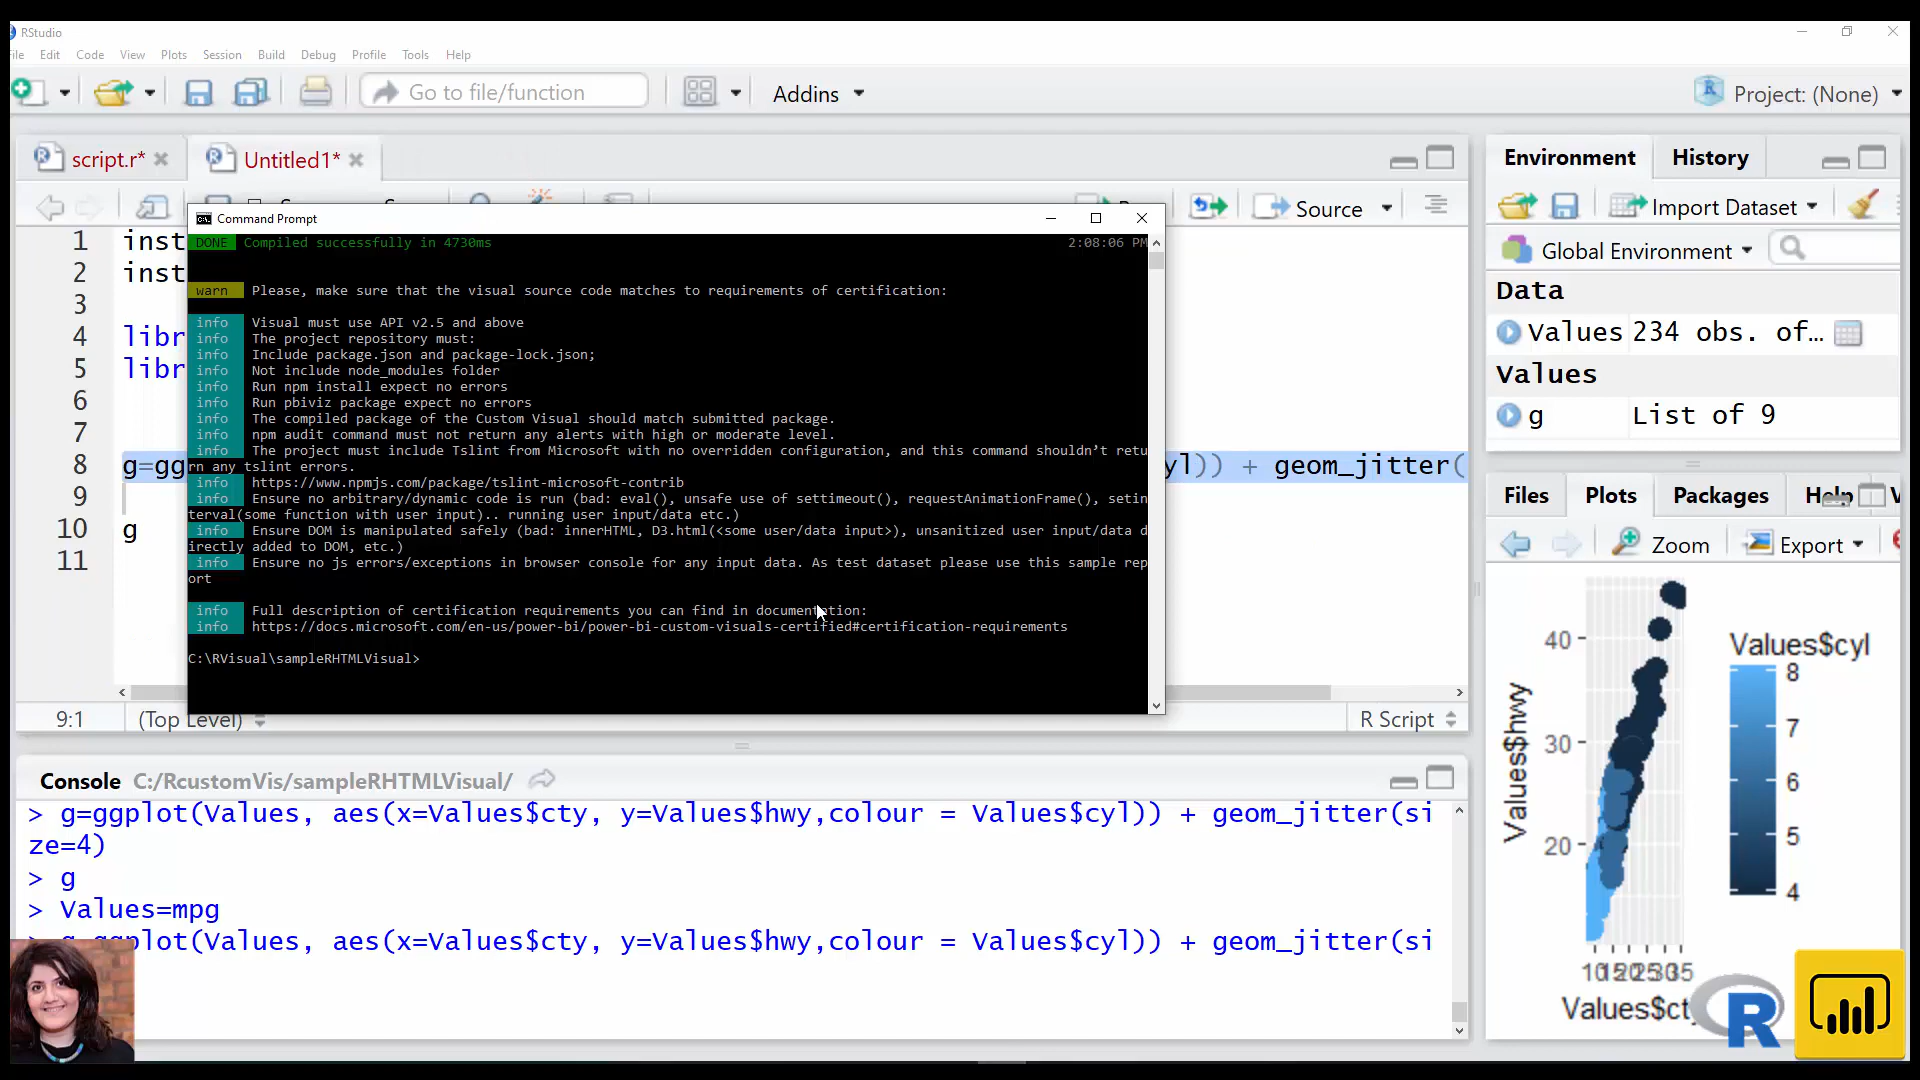 RStudio
ile Edit Code View Plots Session Build Debug Profile Tools Help
Go to file/function
Addins
Project: (None)
script.r*
Untitled1*
Source
1 inst
2 inst
3
4 libr
5 libr
6
7
8 g=gg
yl)) + geom_jitter(
9
10 g
11
9:1
(Top Level)
R Script
Command Prompt
DONE Compiled successfully in 4730ms 2:08:06 PM
warn Please, make sure that the visual source code matches to requirements of certification:
info Visual must use API v2.5 and above
info The project repository must:
info Include package.json and package-lock.json;
info Not include node_modules folder
info Run npm install expect no errors
info Run pbiviz package expect no errors
info The compiled package of the Custom Visual should match submitted package.
info npm audit command must not return any alerts with high or moderate level.
info The project must include Tslint from Microsoft with no overridden configuration, and this command shouldn't retu
rn any tslint errors.
info https://www.npmjs.com/package/tslint-microsoft-contrib
info Ensure no arbitrary/dynamic code is run (bad: eval(), unsafe use of settimeout(), requestAnimationFrame(), setin
terval(some function with user input).. running user input/data etc.)
info Ensure DOM is manipulated safely (bad: innerHTML, D3.html(<some user/data input>), unsanitized user input/data d
irectly added to DOM, etc.)
info Ensure no js errors/exceptions in browser console for any input data. As test dataset please use this sample rep
ort
info Full description of certification requirements you can find in documentation:
info https://docs.microsoft.com/en-us/power-bi/power-bi-custom-visuals-certified#certification-requirements
C:\RVisual\sampleRHTMLVisual>
Console C:/RcustomVis/sampleRHTMLVisual/
> g=ggplot(Values, aes(x=Values$cty, y=Values$hwy,colour = Values$cyl)) + geom_jitter(si
ze=4)
> g
> Values=mpg
ggplot(Values, aes(x=Values$cty, y=Values$hwy,colour = Values$cyl)) + geom_jitter(si
Environment History
Import Dataset
Global Environment
Data
Values 234 obs. of…
Values
g List of 9
Files Plots Packages Help V
Zoom Export
Values$cyl
8
7
6
5
4
40
30
20
Values$hwy
101520253035
Values$ct
R